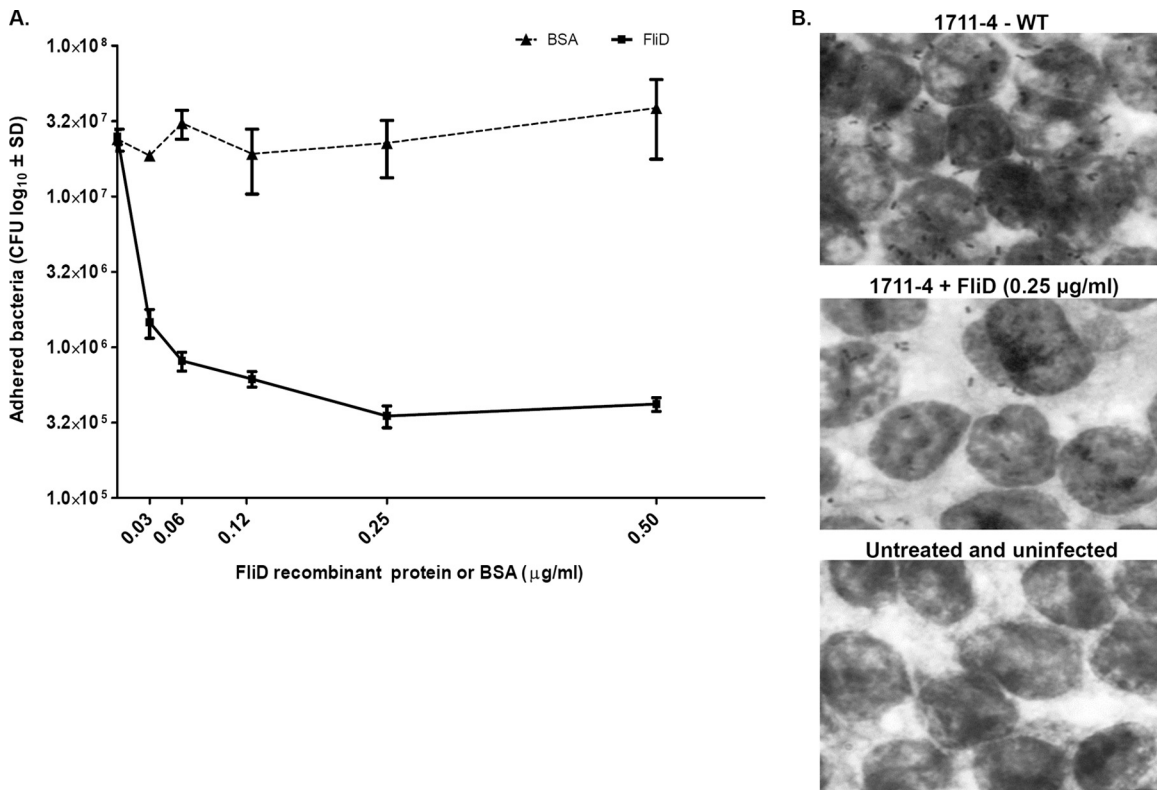 A.
BSA FliD
1.0×10⁸
3.2×10⁷
1.0×10⁷
3.2×10⁶
1.0×10⁶
3.2×10⁵
1.0×10⁵
Adhered bacteria (CFU log₁₀ ± SD)
0.03 0.06 0.12 0.25 0.50
FliD recombinant protein or BSA (μg/ml)
B.
1711-4 - WT
1711-4 + FliD (0.25 μg/ml)
Untreated and uninfected